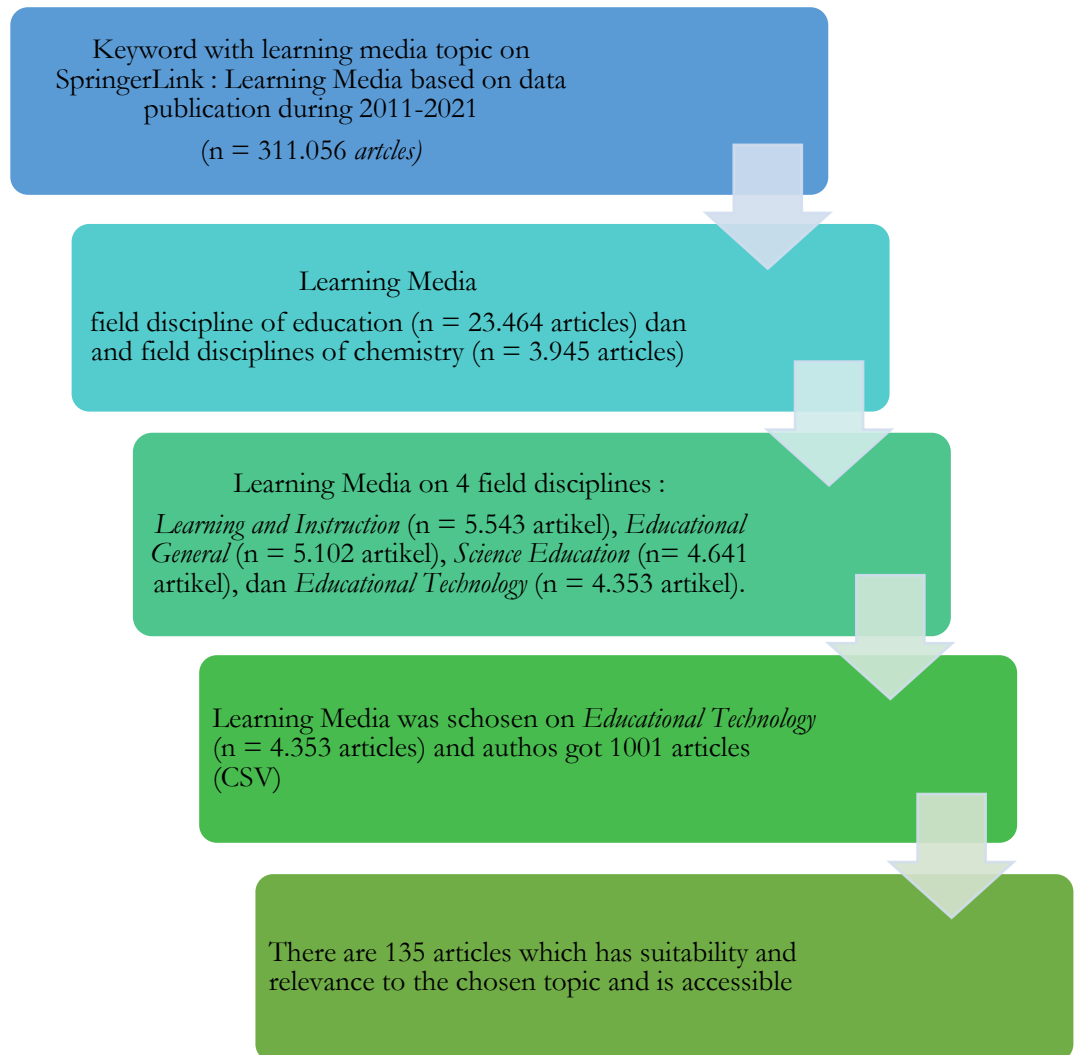 Keyword with learning media topic on
SpringerLink : Learning Media based on data
publication during 2011-2021
(n = 311.056 artcles)
Learning Media
field discipline of education (n = 23.464 articles) dan
and field disciplines of chemistry (n = 3.945 articles)
Learning Media on 4 field disciplines :
Learning and Instruction (n = 5.543 artikel), Educational
General (n = 5.102 artikel), Science Education (n= 4.641
artikel), dan Educational Technology (n = 4.353 artikel).
Learning Media was schosen on Educational Technology
(n = 4.353 articles) and authos got 1001 articles
(CSV)
There are 135 articles which has suitability and
relevance to the chosen topic and is accessible